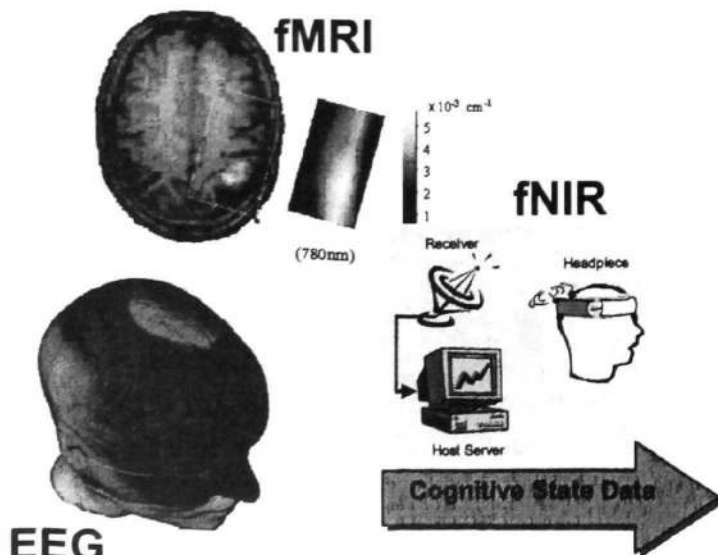 fMRI
x10⁻³ cm⁻¹
5
4
3
2
1
(780nm)
fNIR
Receiver
Headpiece
Host Server
Cognitive State Data
EEG